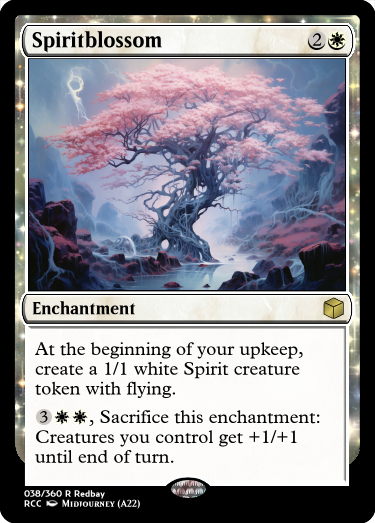 Spiritblossom 2
Enchantment
At the beginning of your upkeep,
create a 1/1 white Spirit creature
token with flying.
3, Sacrifice this enchantment:
Creatures you control get +1/+1
until end of turn.
038/360 R Redbay
RCC Midjourney (A22)